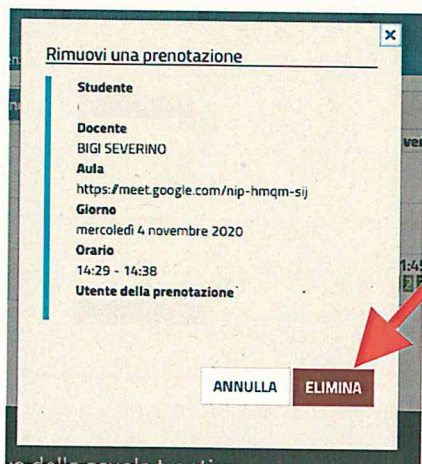 Rimuovi una prenotazione
Studente
Docente
BIGI SEVERINO
Aula
https://meet.google.com/nip-hmqm-sij
Giorno
mercoledì 4 novembre 2020
Orario
14:29 - 14:38
Utente della prenotazione
ANNULLA ELIMINA